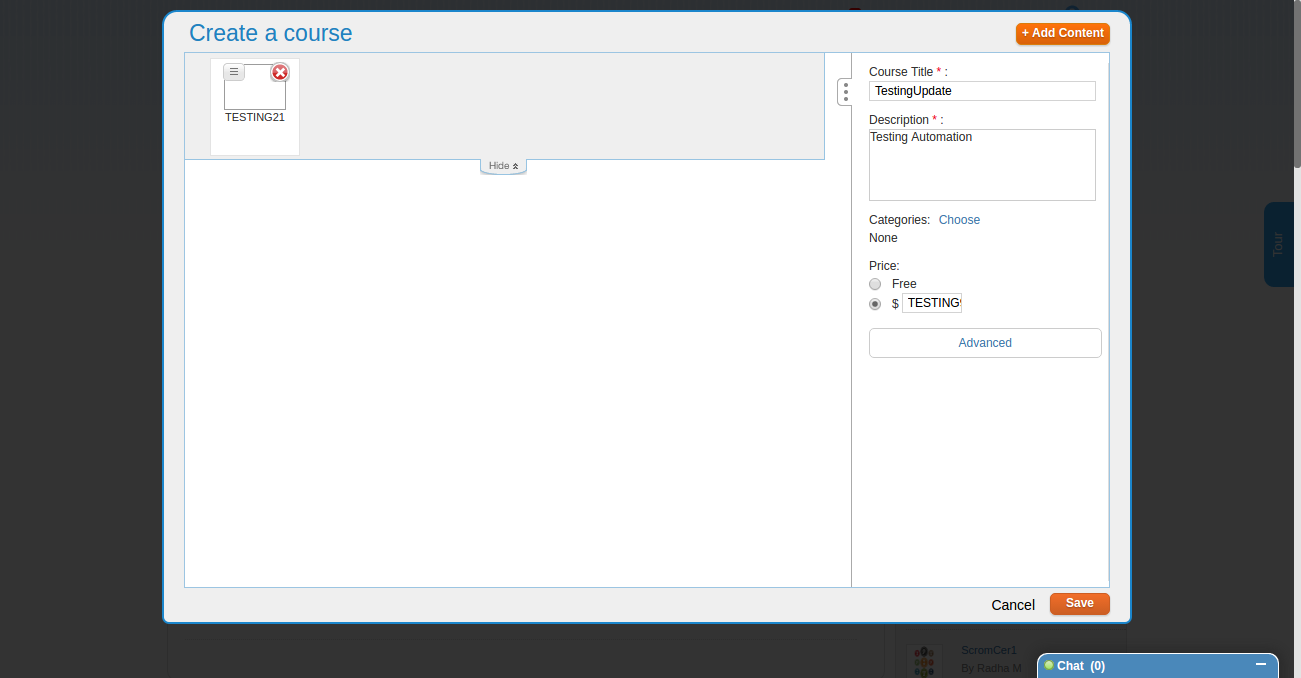 Create a course
+ Add Content
TESTING21
Hide
Course Title * :
TestingUpdate
Description * :
Testing Automation
Categories: Choose
None
Price:
Free
$ TESTING
Advanced
Cancel
Save
Tour
ScromCer1
By Radha M
Chat (0)